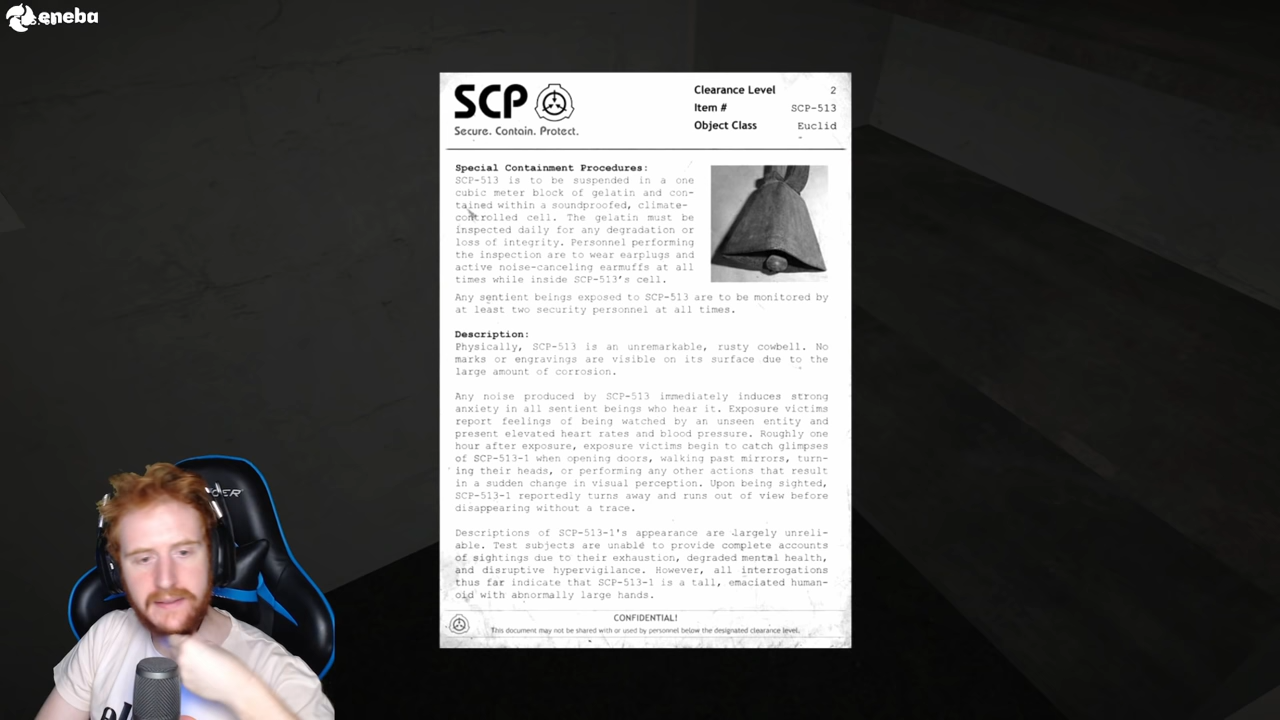 eneba
SCP
Secure. Contain. Protect.
Clearance Level 2
Item # SCP-513
Object Class Euclid
Special Containment Procedures:
SCP-513 is to be suspended in a one
cubic meter block of gelatin and con-
tained within a soundproofed, climate-
controlled cell. The gelatin must be
inspected daily for any degradation or
loss of integrity. Personnel performing
the inspection are to wear earplugs and
active noise-canceling earmuffs at all
times while inside SCP-513's cell.
Any sentient beings exposed to SCP-513 are to be monitored by
at least two security personnel at all times.
Description:
Physically, SCP-513 is an unremarkable, rusty cowbell. No
marks or engravings are visible on its surface due to the
large amount of corrosion.
Any noise produced by SCP-513 immediately induces strong
anxiety in all sentient beings who hear it. Exposure victims
report feelings of being watched by an unseen entity and
present elevated heart rates and blood pressure. Roughly one
hour after exposure, exposure victims begin to catch glimpses
of SCP-513-1 when opening doors, walking past mirrors, turn-
ing their heads, or performing any other actions that result
in a sudden change in visual perception. Upon being sighted,
SCP-513-1 reportedly turns away and runs out of view before
disappearing without a trace.
Descriptions of SCP-513-1's appearance are largely unreli-
able. Test subjects are unable to provide complete accounts
of sightings due to their exhaustion, degraded mental health,
and disruptive hypervigilance. However, all interrogations
thus far indicate that SCP-513-1 is a tall, emaciated human-
oid with abnormally large hands.
CONFIDENTIAL!
This document may not be shared with or used by personnel below the designated clearance level.